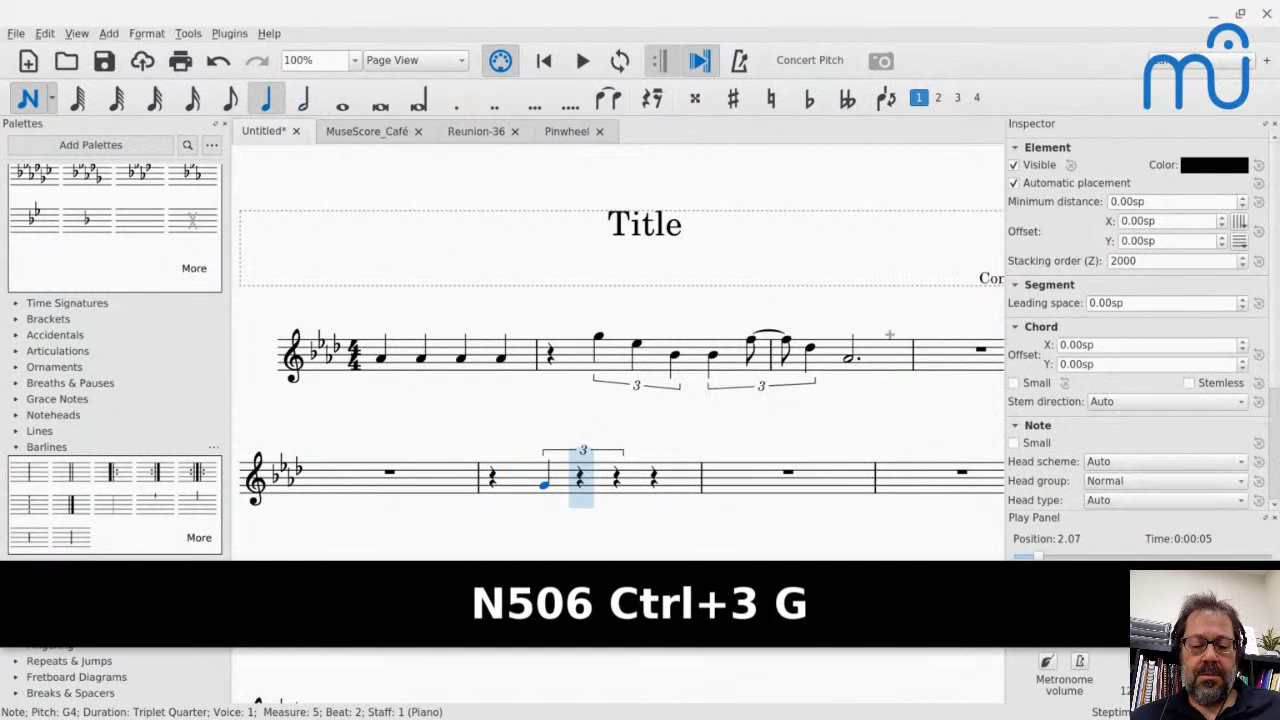 File Edit View Add Format Tools Plugins Help
100% Page View Concert Pitch
1 2 3 4
Palettes
Untitled* MuseScore_Café Reunion-36 Pinwheel
Inspector
Add Palettes
More
Time Signatures
Brackets
Accidentals
Articulations
Ornaments
Breaths & Pauses
Grace Notes
Noteheads
Lines
Barlines
More
Repeats & Jumps
Fretboard Diagrams
Breaks & Spacers
Title
3 3
3
Element
Visible Color:
Automatic placement
Minimum distance: 0.00sp
Offset: X: 0.00sp
Y: 0.00sp
Stacking order (Z): 2000
Segment
Leading space: 0.00sp
Chord
Offset: X: 0.00sp
Y: 0.00sp
Small Stemless
Stem direction: Auto
Note
Small
Head scheme: Auto
Head group: Normal
Head type: Auto
Play Panel
Position: 2.07 Time:0:00:05
N506 Ctrl+3 G
Metronome
volume
Note; Pitch: G4; Duration: Triplet Quarter; Voice: 1; Measure: 5; Beat: 2; Staff: 1 (Piano)